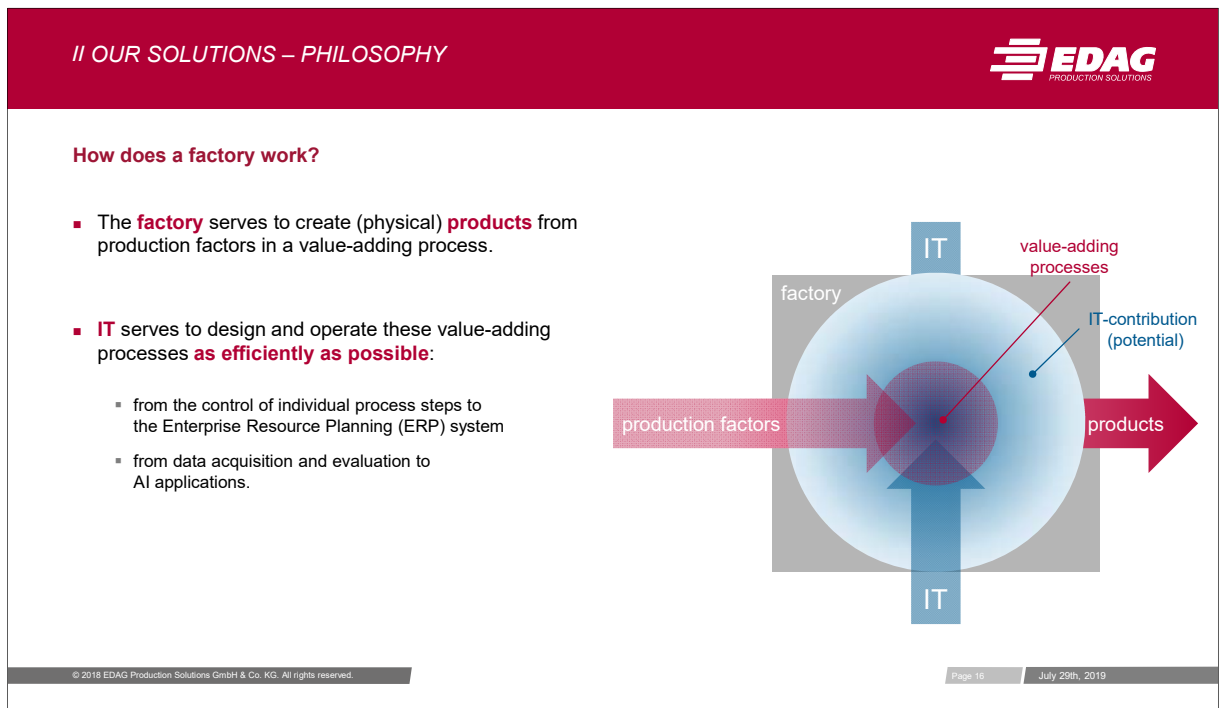 II OUR SOLUTIONS – PHILOSOPHY
EDAG
PRODUCTION SOLUTIONS
How does a factory work?
▪ The factory serves to create (physical) products from
production factors in a value-adding process.
▪ IT serves to design and operate these value-adding
processes as efficiently as possible:
▪ from the control of individual process steps to
the Enterprise Resource Planning (ERP) system
▪ from data acquisition and evaluation to
AI applications.
IT
value-adding
processes
factory
IT-contribution
(potential)
production factors
products
IT
© 2018 EDAG Production Solutions GmbH & Co. KG. All rights reserved.
Page 16
July 29th, 2019